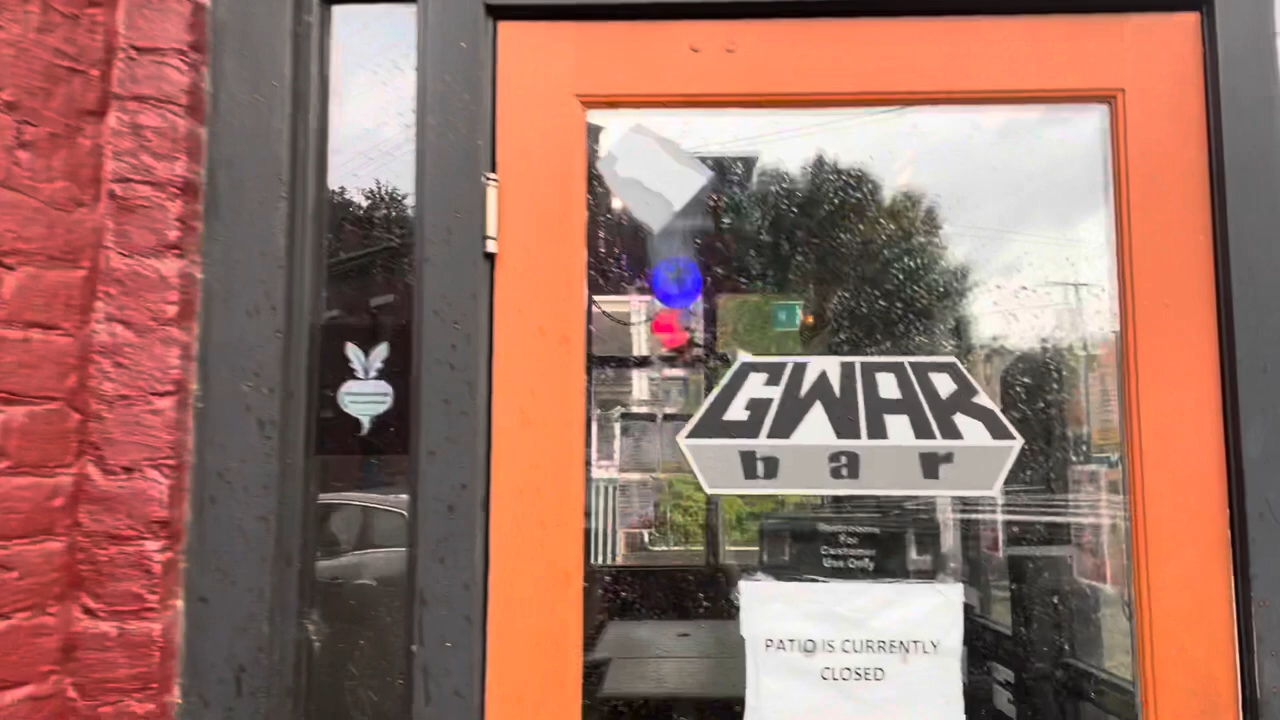 GWAR
bar
Restrooms
For
Customer
Use Only
PATIO IS CURRENTLY
CLOSED